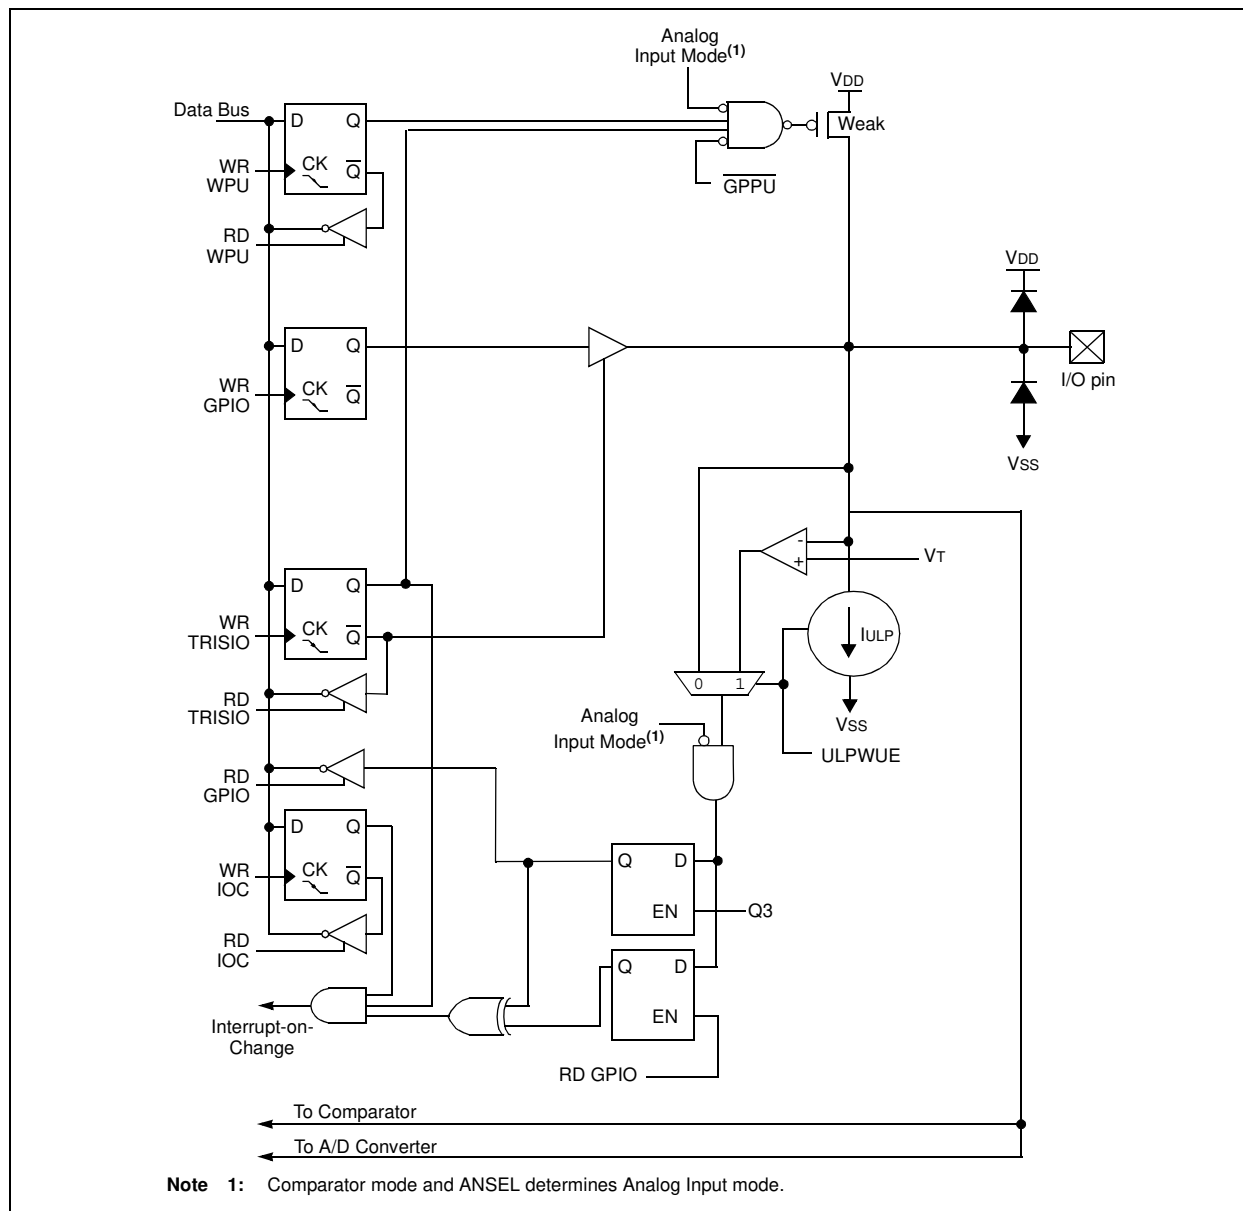 Analog
Input Mode(1)
VDD
Data Bus
D Q
Weak
WR
WPU
CK Q
GPPU
RD
WPU
VDD
D Q
WR
GPIO
CK Q
I/O pin
VSS
- 
+
VT
D Q
WR
TRISIO
CK Q
IULP
0 1
RD
TRISIO
VSS
Analog
Input Mode(1)
ULPWUE
RD
GPIO
D Q
WR
IOC
CK Q
Q D
EN
Q3
RD
IOC
Q D
EN
Interrupt-on-
Change
RD GPIO
To Comparator
To A/D Converter
Note 1: Comparator mode and ANSEL determines Analog Input mode.